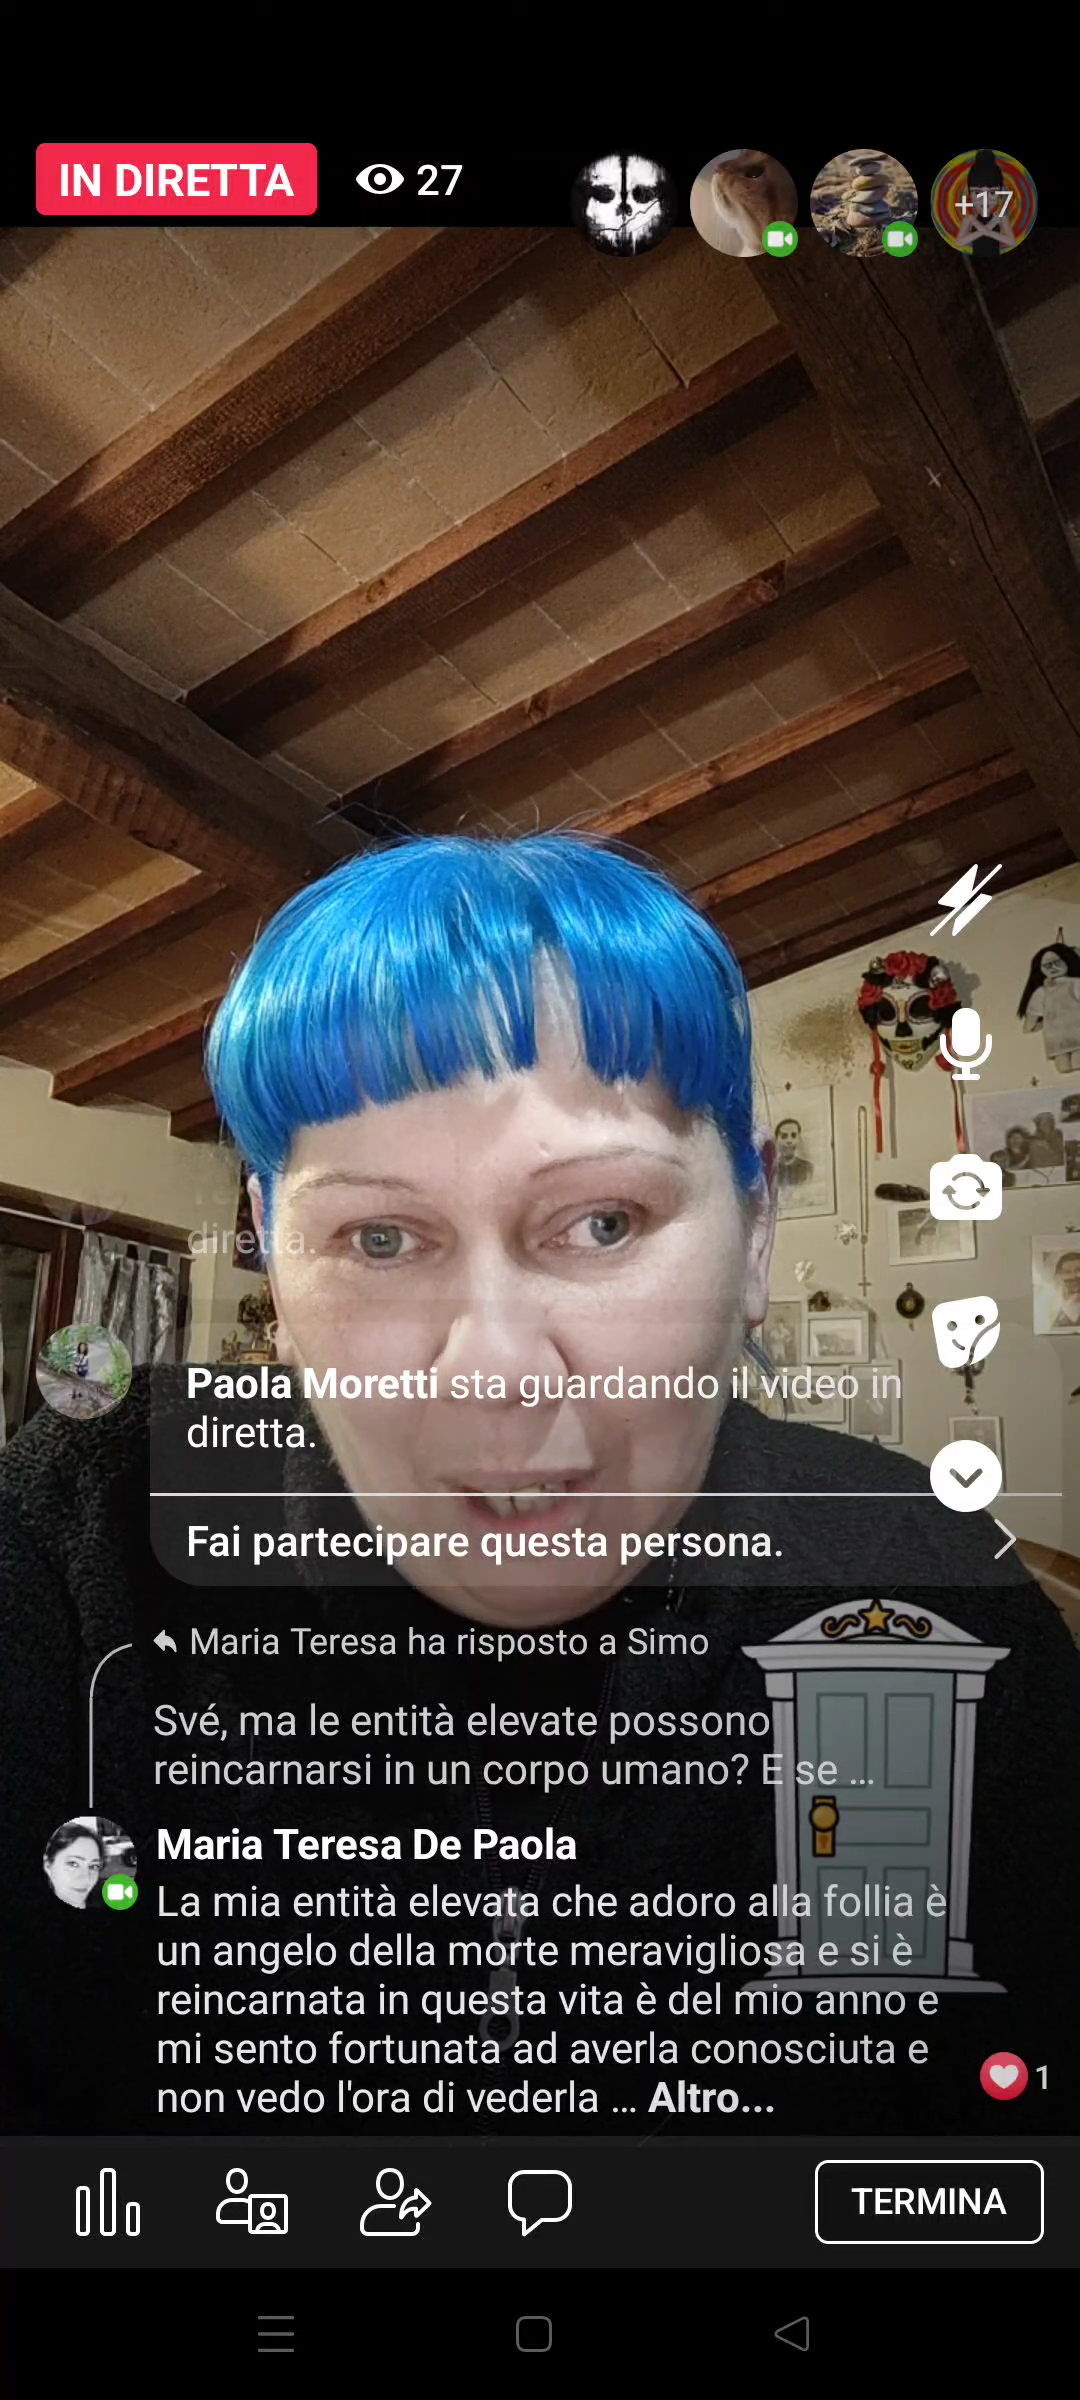 IN DIRETTA
27
+17
diretta.
Paola Moretti sta guardando il video in
diretta.
Fai partecipare questa persona.
Maria Teresa ha risposto a Simo
Své, ma le entità elevate possono
reincarnarsi in un corpo umano? E se ...
Maria Teresa De Paola
La mia entità elevata che adoro alla follia è
un angelo della morte meravigliosa e si è
reincarnata in questa vita è del mio anno e
mi sento fortunata ad averla conosciuta e
non vedo l'ora di vederla ... Altro...
1
TERMINA